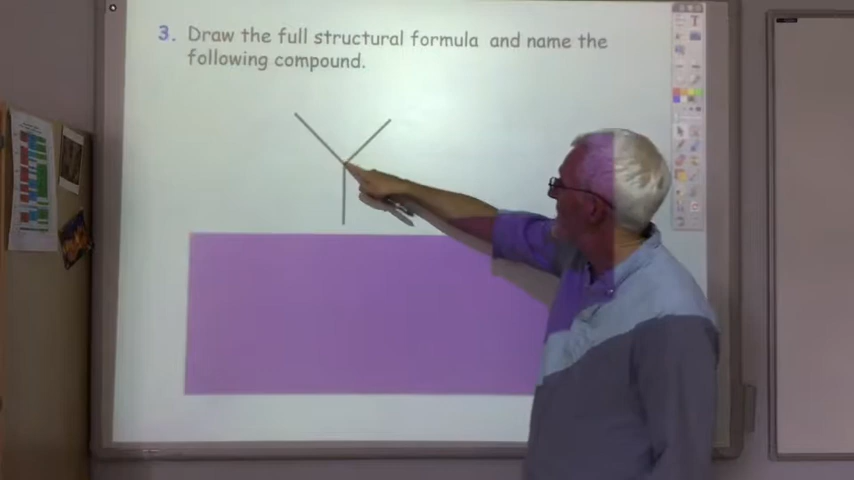 3. Draw the full structural formula and name the
following compound.
T